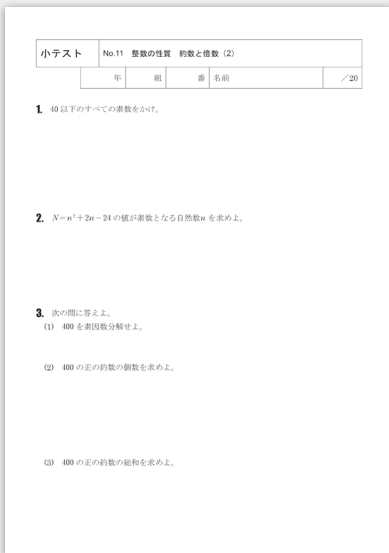 小テスト No.11 整数の性質 約数と倍数(2)
年 組 番 名前 /20
1. 40以下のすべての素数をかけ。
2. N=n²+2n-24 の値が素数となる自然数n を求めよ。
3. 次の問に答えよ。
(1) 400 を素因数分解せよ。
(2) 400 の正の約数の個数を求めよ。
(3) 400 の正の約数の総和を求めよ。